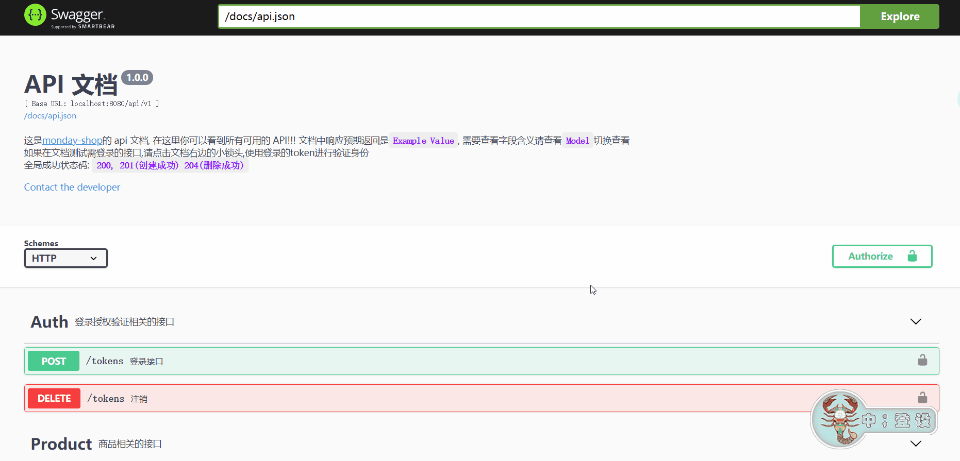 Swagger.
Supported by SMARTBEAR
/docs/api.json
Explore
API 文档 1.0.0
[ Base URL: localhost:8080/api/v1 ]
/docs/api.json
这是monday-shop的 api 文档, 在这里你可以看到所有可用的 API!!! 文档中响应预期返回是 Example Value , 需要查看字段含义请查看 Model 切换查看
如果在文档测试需登录的接口,请点击文档右边的小锁头,使用登录的token进行验证身份
全局成功状态码: 200, 201(创建成功) 204(删除成功)
Contact the developer
Schemes
HTTP
Authorize
Auth 登录授权验证相关的接口
POST /tokens 登录接口
DELETE /tokens 注销
Product 商品相关的接口